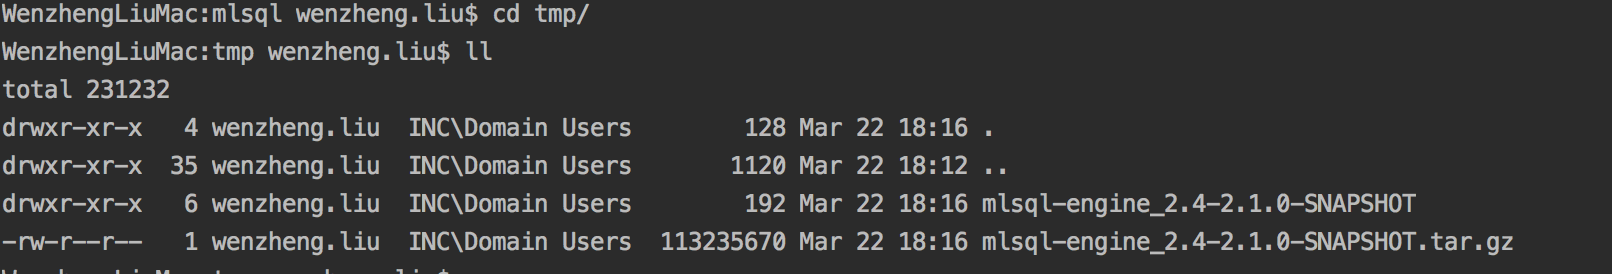 WenzhengLiuMac:mlsql wenzheng.liu$ cd tmp/
WenzhengLiuMac:tmp wenzheng.liu$ ll
total 231232
drwxr-xr-x   4 wenzheng.liu  INC\Domain Users        128 Mar 22 18:16 .
drwxr-xr-x  35 wenzheng.liu  INC\Domain Users       1120 Mar 22 18:12 ..
drwxr-xr-x   6 wenzheng.liu  INC\Domain Users        192 Mar 22 18:16 mlsql-engine_2.4-2.1.0-SNAPSHOT
-rw-r--r--   1 wenzheng.liu  INC\Domain Users  113235670 Mar 22 18:16 mlsql-engine_2.4-2.1.0-SNAPSHOT.tar.gz